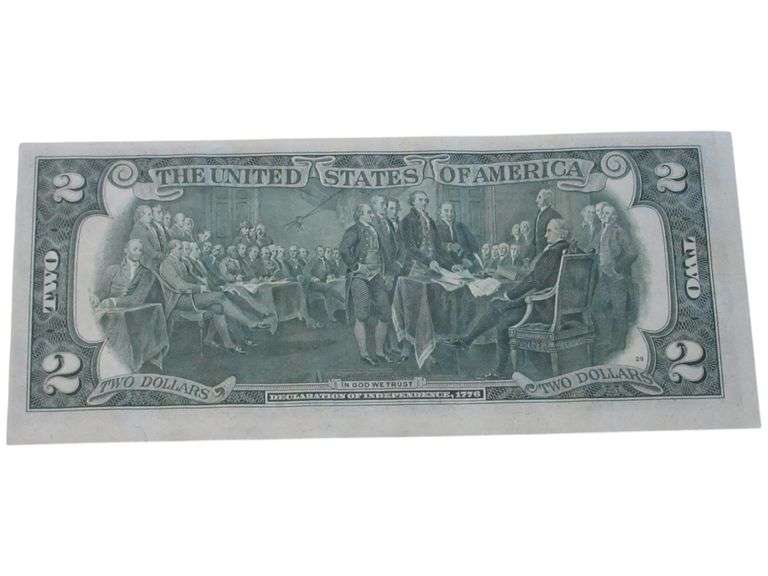 THE UNITED STATES OF AMERICA
2
2
TWO
TWO
2
2
29
TWO DOLLARS
IN GOD WE TRUST
TWO DOLLARS
DECLARATION OF INDEPENDENCE, 1776